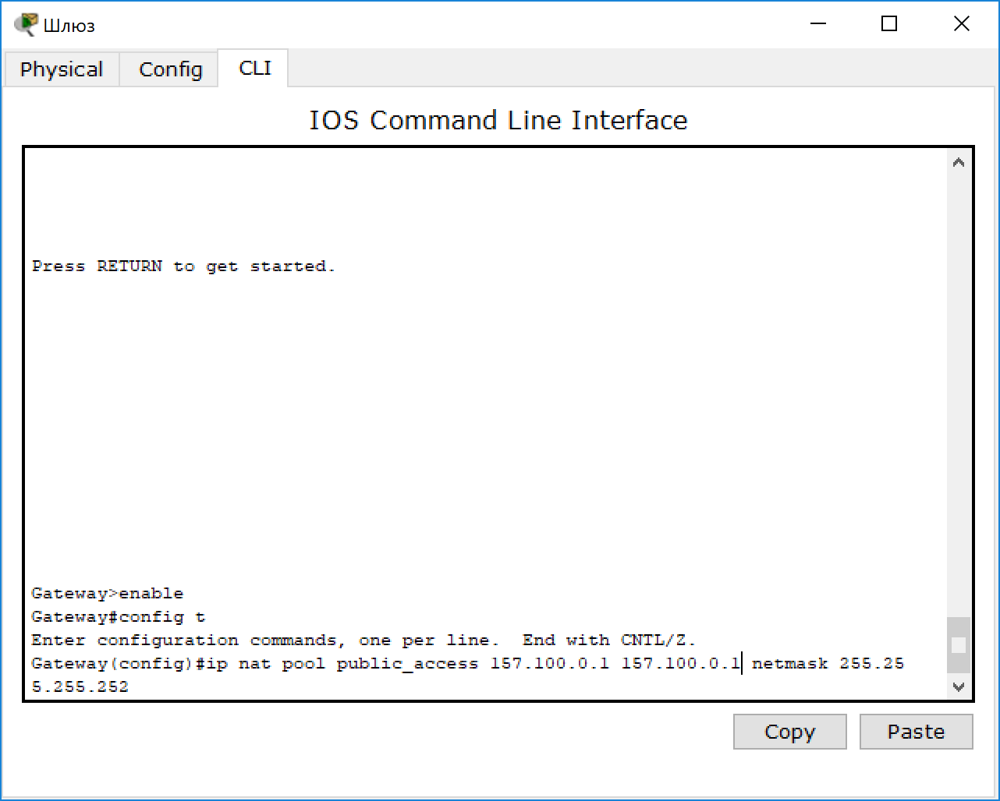 Шлюз
Physical Config CLI
IOS Command Line Interface
Press RETURN to get started.
Gateway>enable
Gateway#config t
Enter configuration commands, one per line.  End with CNTL/Z.
Gateway(config)#ip nat pool public_access 157.100.0.1 157.100.0.1 netmask 255.25
5.255.252
Copy Paste